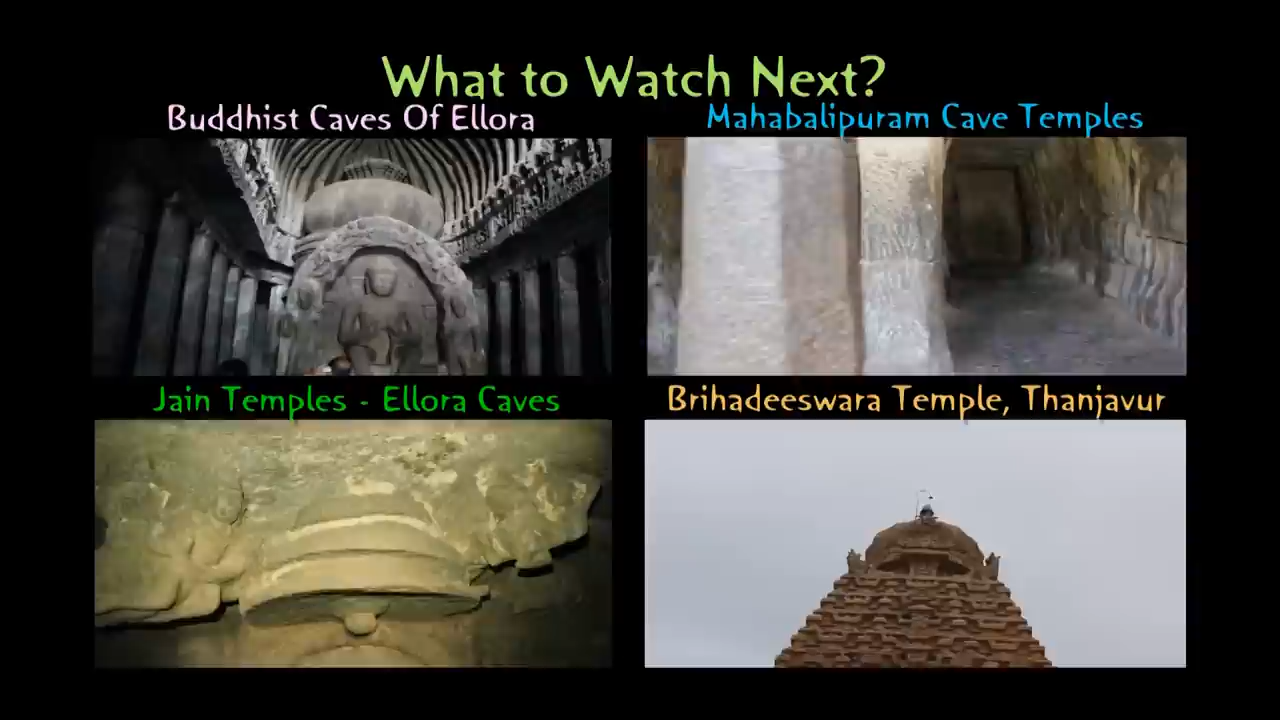 What to Watch Next?
Buddhist Caves Of Ellora
Mahabalipuram Cave Temples
Jain Temples - Ellora Caves
Brihadeeswara Temple, Thanjavur